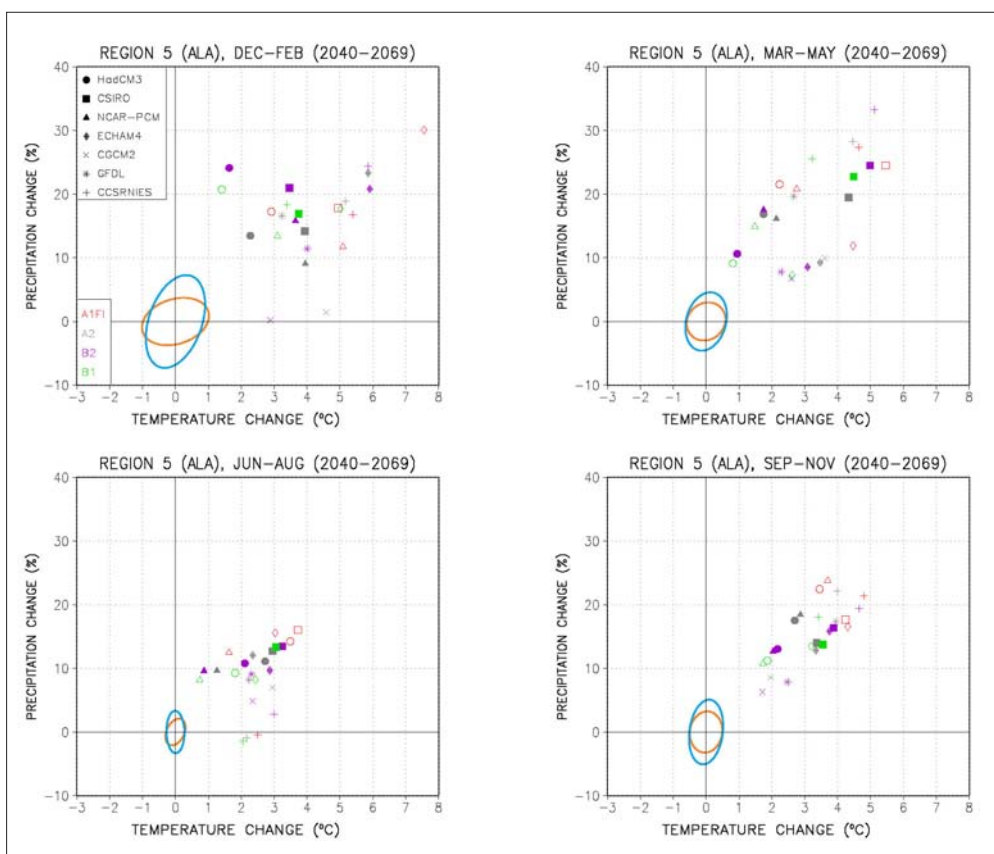 REGION 5 (ALA), DEC–FEB (2040–2069)
PRECIPITATION CHANGE (%)
40
30
20
10
0
−10
HadCM3
CSIRO
NCAR–PCM
ECHAM4
CGCM2
GFDL
CCSRNIES
A1FI
A2
B2
B1
−3 −2 −1 0 1 2 3 4 5 6 7 8
TEMPERATURE CHANGE (ºC)
REGION 5 (ALA), MAR–MAY (2040–2069)
PRECIPITATION CHANGE (%)
40
30
20
10
0
−10
−3 −2 −1 0 1 2 3 4 5 6 7 8
TEMPERATURE CHANGE (ºC)
REGION 5 (ALA), JUN–AUG (2040–2069)
PRECIPITATION CHANGE (%)
40
30
20
10
0
−10
−3 −2 −1 0 1 2 3 4 5 6 7 8
TEMPERATURE CHANGE (ºC)
REGION 5 (ALA), SEP–NOV (2040–2069)
PRECIPITATION CHANGE (%)
40
30
20
10
0
−10
−3 −2 −1 0 1 2 3 4 5 6 7 8
TEMPERATURE CHANGE (ºC)